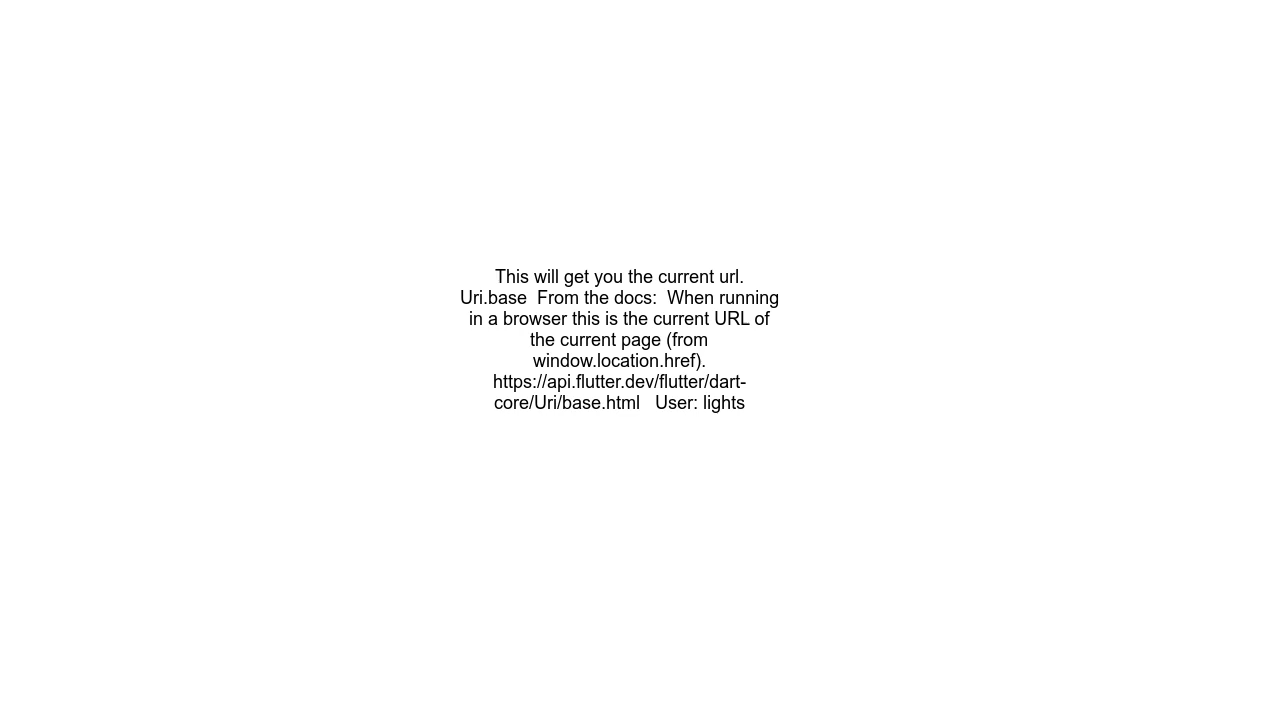 This will get you the current url.
Uri.base  From the docs:  When running
in a browser this is the current URL of
the current page (from
window.location.href).
https://api.flutter.dev/flutter/dart-
core/Uri/base.html   User: lights